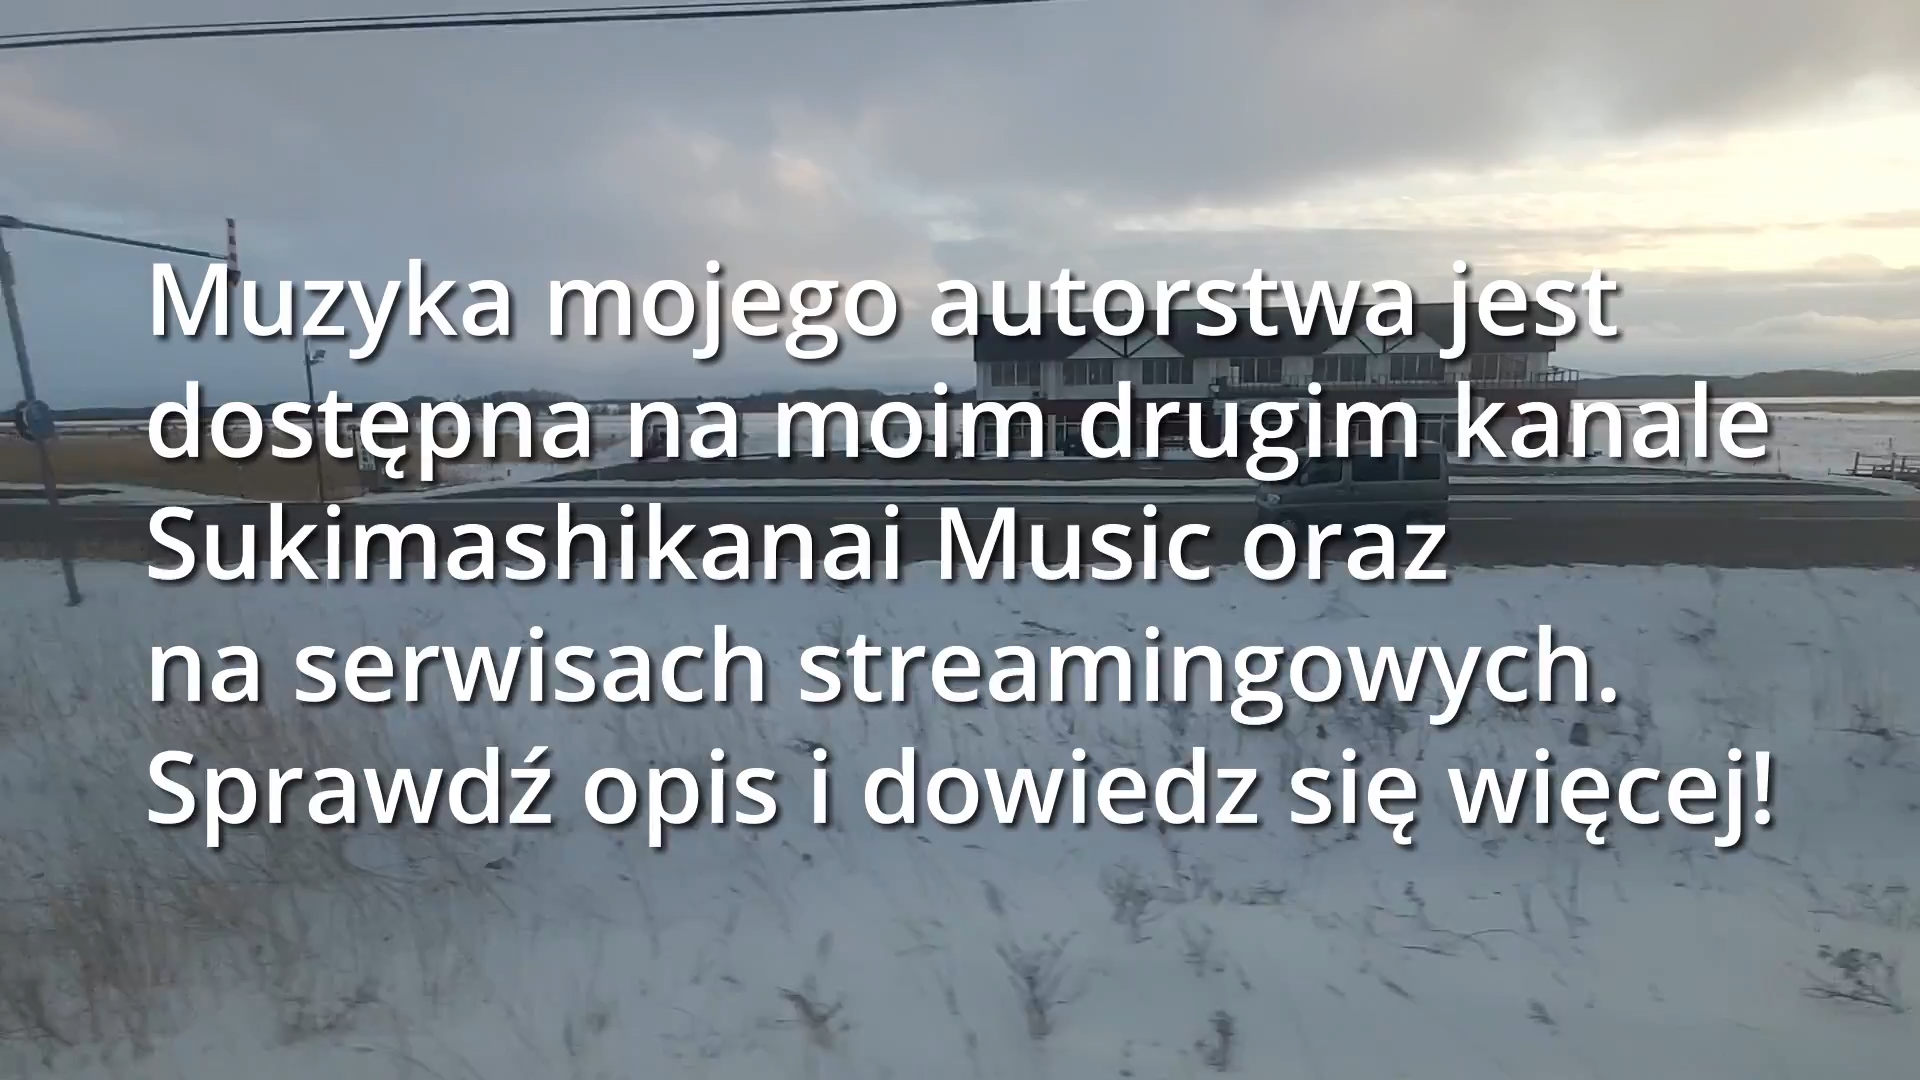 Muzyka mojego autorstwa jest
dostępna na moim drugim kanale
Sukimashikanai Music oraz
na serwisach streamingowych.
Sprawdź opis i dowiedz się więcej!